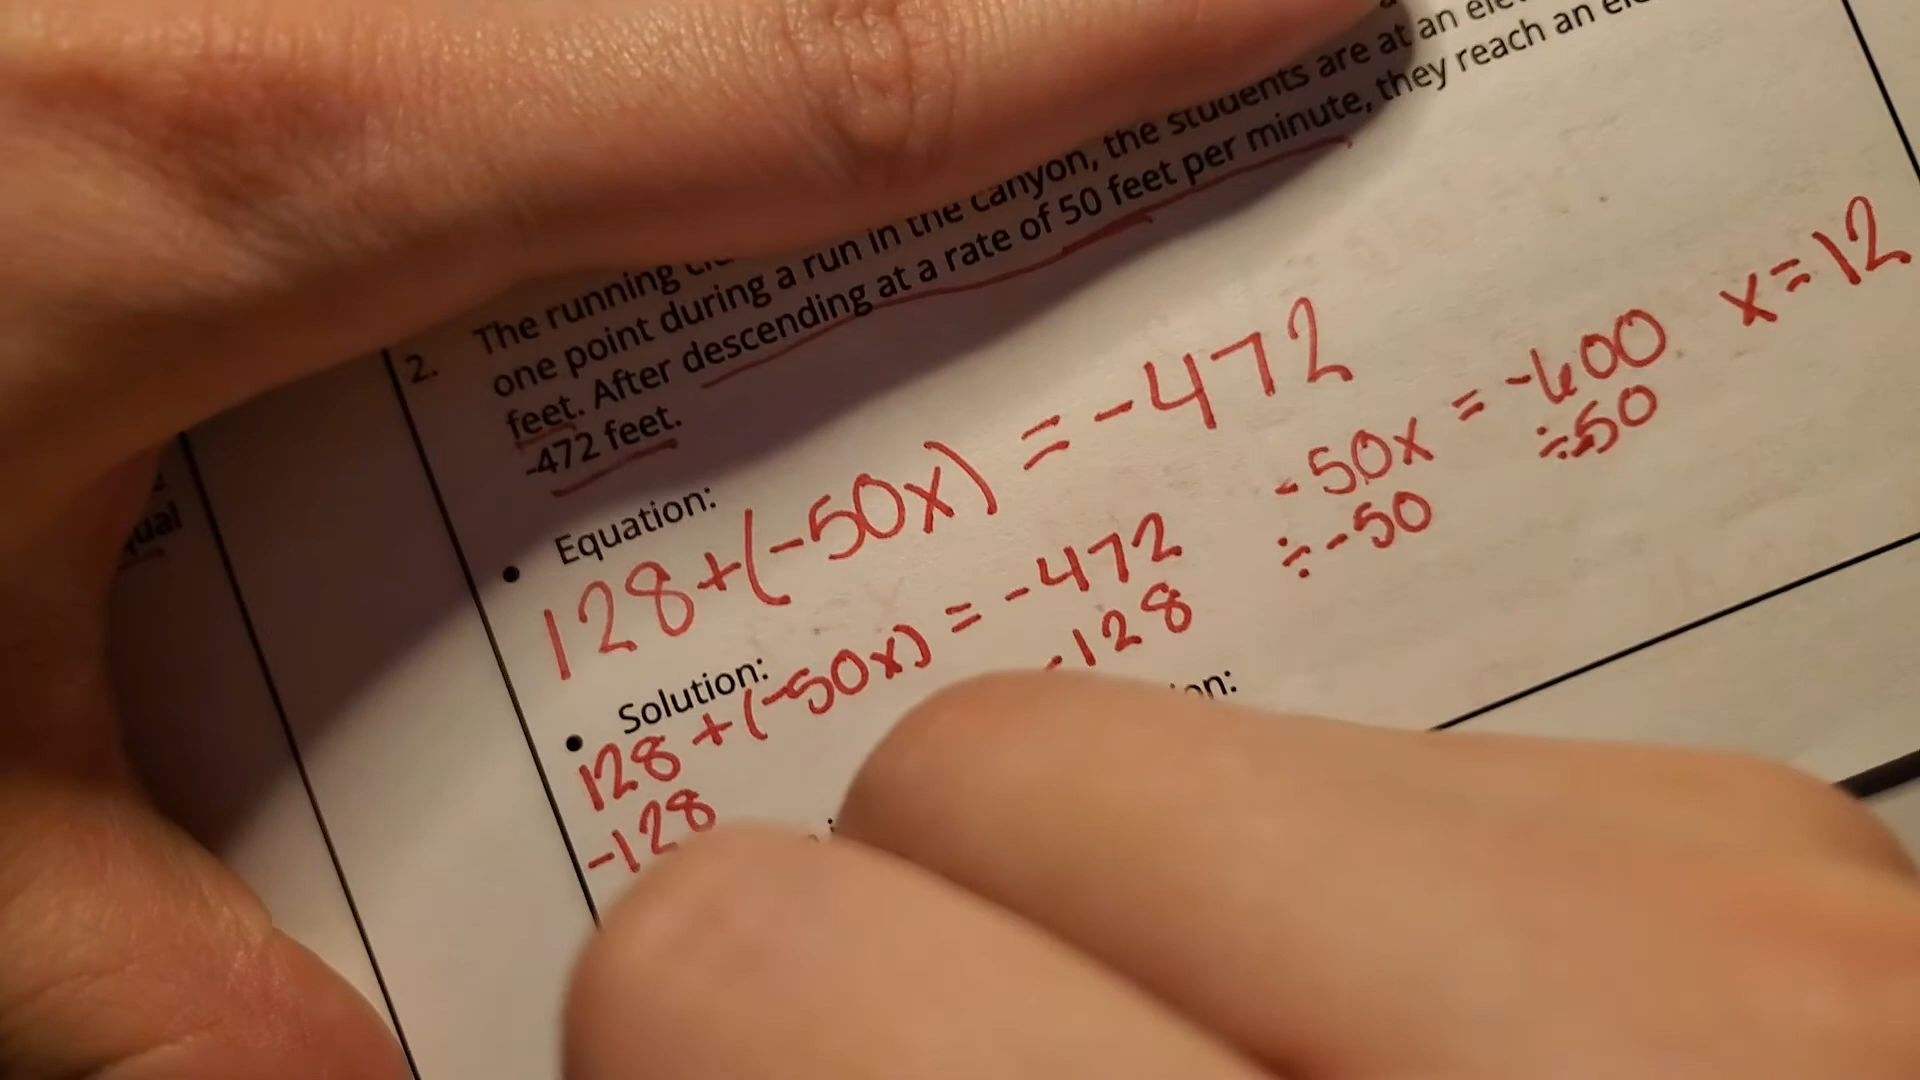 2. The running
one point during a run in the canyon, the students are at an
feet. After descending at a rate of 50 feet per minute, they reach an
-472 feet.
• Equation:
128+(-50x) = -472
• Solution:
128+(-50x) = -472
-128 -128
-50x = -600
÷-50 ÷50
x=12